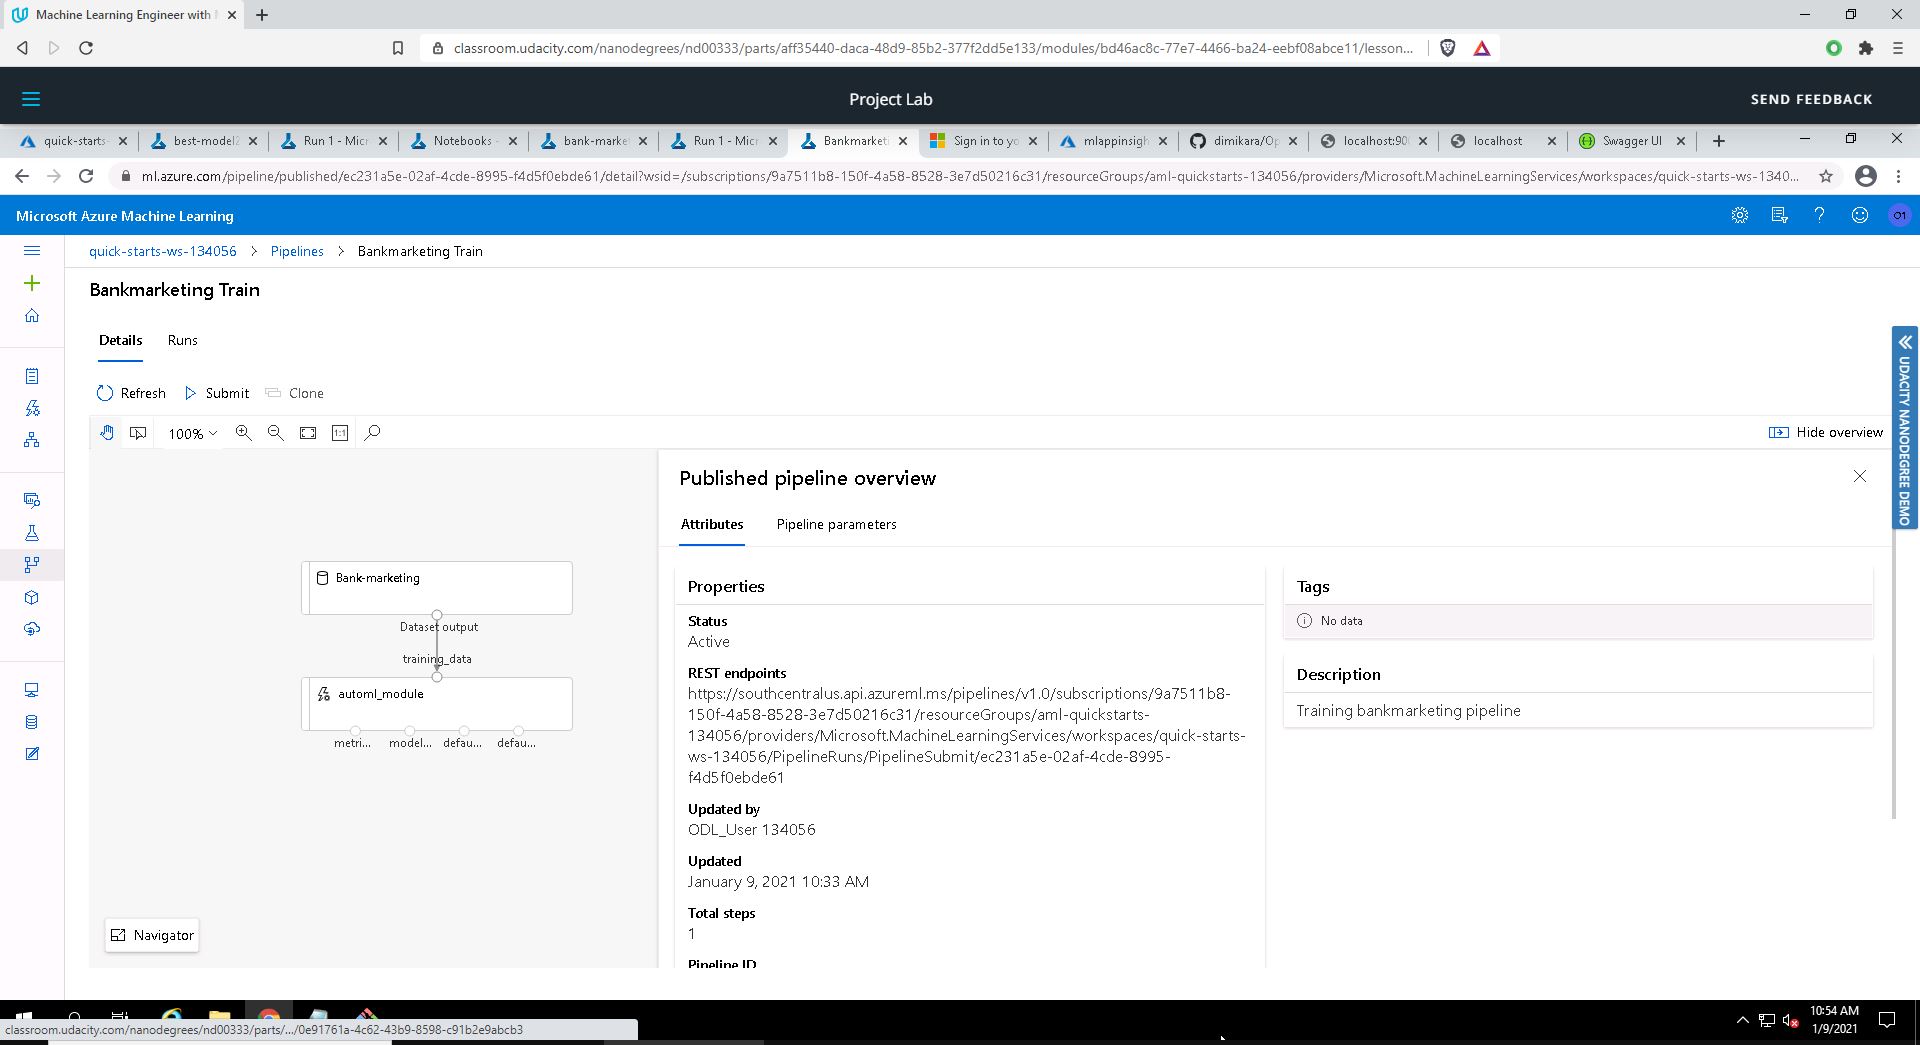 Machine Learning Engineer with
classroom.udacity.com/nanodegrees/nd00333/parts/aff35440-daca-48d9-85b2-377f2dd5e133/modules/bd46ac8c-77e7-4466-ba24-eebf08abce11/lesson...
Project Lab
SEND FEEDBACK
quick-starts-
best-model2
Run 1 - Micr
Notebooks -
bank-market
Run 1 - Micr
Bankmarketi
Sign in to yo
mlappinsigh
dimikara/Op
localhost:900
localhost
Swagger UI
ml.azure.com/pipeline/published/ec231a5e-02af-4cde-8995-f4d5f0ebde61/detail?wsid=/subscriptions/9a7511b8-150f-4a58-8528-3e7d50216c31/resourceGroups/aml-quickstarts-134056/providers/Microsoft.MachineLearningServices/workspaces/quick-starts-ws-1340...
Microsoft Azure Machine Learning
O1
quick-starts-ws-134056 > Pipelines > Bankmarketing Train
Bankmarketing Train
Details
Runs
Refresh
Submit
Clone
100%
1:1
Hide overview
UDACITY NANODEGREE DEMO
Bank-marketing
Dataset output
training_data
automl_module
metri...
model...
defau...
defau...
Navigator
Published pipeline overview
Attributes
Pipeline parameters
Properties
Status
Active
REST endpoints
https://southcentralus.api.azureml.ms/pipelines/v1.0/subscriptions/9a7511b8-
150f-4a58-8528-3e7d50216c31/resourceGroups/aml-quickstarts-
134056/providers/Microsoft.MachineLearningServices/workspaces/quick-starts-
ws-134056/PipelineRuns/PipelineSubmit/ec231a5e-02af-4cde-8995-
f4d5f0ebde61
Updated by
ODL_User 134056
Updated
January 9, 2021 10:33 AM
Total steps
1
Pipeline ID
Tags
No data
Description
Training bankmarketing pipeline
classroom.udacity.com/nanodegrees/nd00333/parts/.../0e91761a-4c62-43b9-8598-c91b2e9abcb3
10:54 AM
1/9/2021